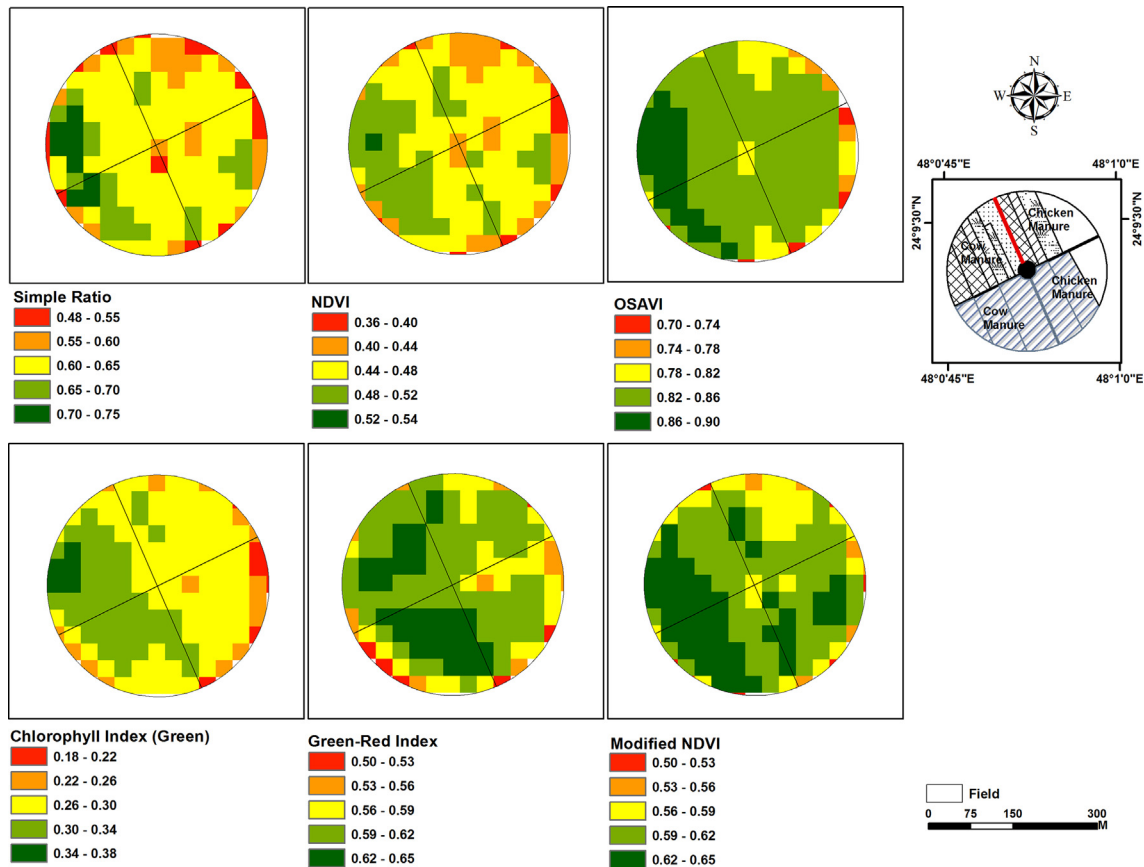 N
W E
S
48°0'45"E 48°1'0"E
24°9'30"N
24°9'30"N
Chicken
Manure
Cow
Manure
Chicken
Manure
Cow
Manure
48°0'45"E 48°1'0"E
Simple Ratio
0.48 - 0.55
0.55 - 0.60
0.60 - 0.65
0.65 - 0.70
0.70 - 0.75
NDVI
0.36 - 0.40
0.40 - 0.44
0.44 - 0.48
0.48 - 0.52
0.52 - 0.54
OSAVI
0.70 - 0.74
0.74 - 0.78
0.78 - 0.82
0.82 - 0.86
0.86 - 0.90
Chlorophyll Index (Green)
0.18 - 0.22
0.22 - 0.26
0.26 - 0.30
0.30 - 0.34
0.34 - 0.38
Green-Red Index
0.50 - 0.53
0.53 - 0.56
0.56 - 0.59
0.59 - 0.62
0.62 - 0.65
Modified NDVI
0.50 - 0.53
0.53 - 0.56
0.56 - 0.59
0.59 - 0.62
0.62 - 0.65
Field
0 75 150 300
M